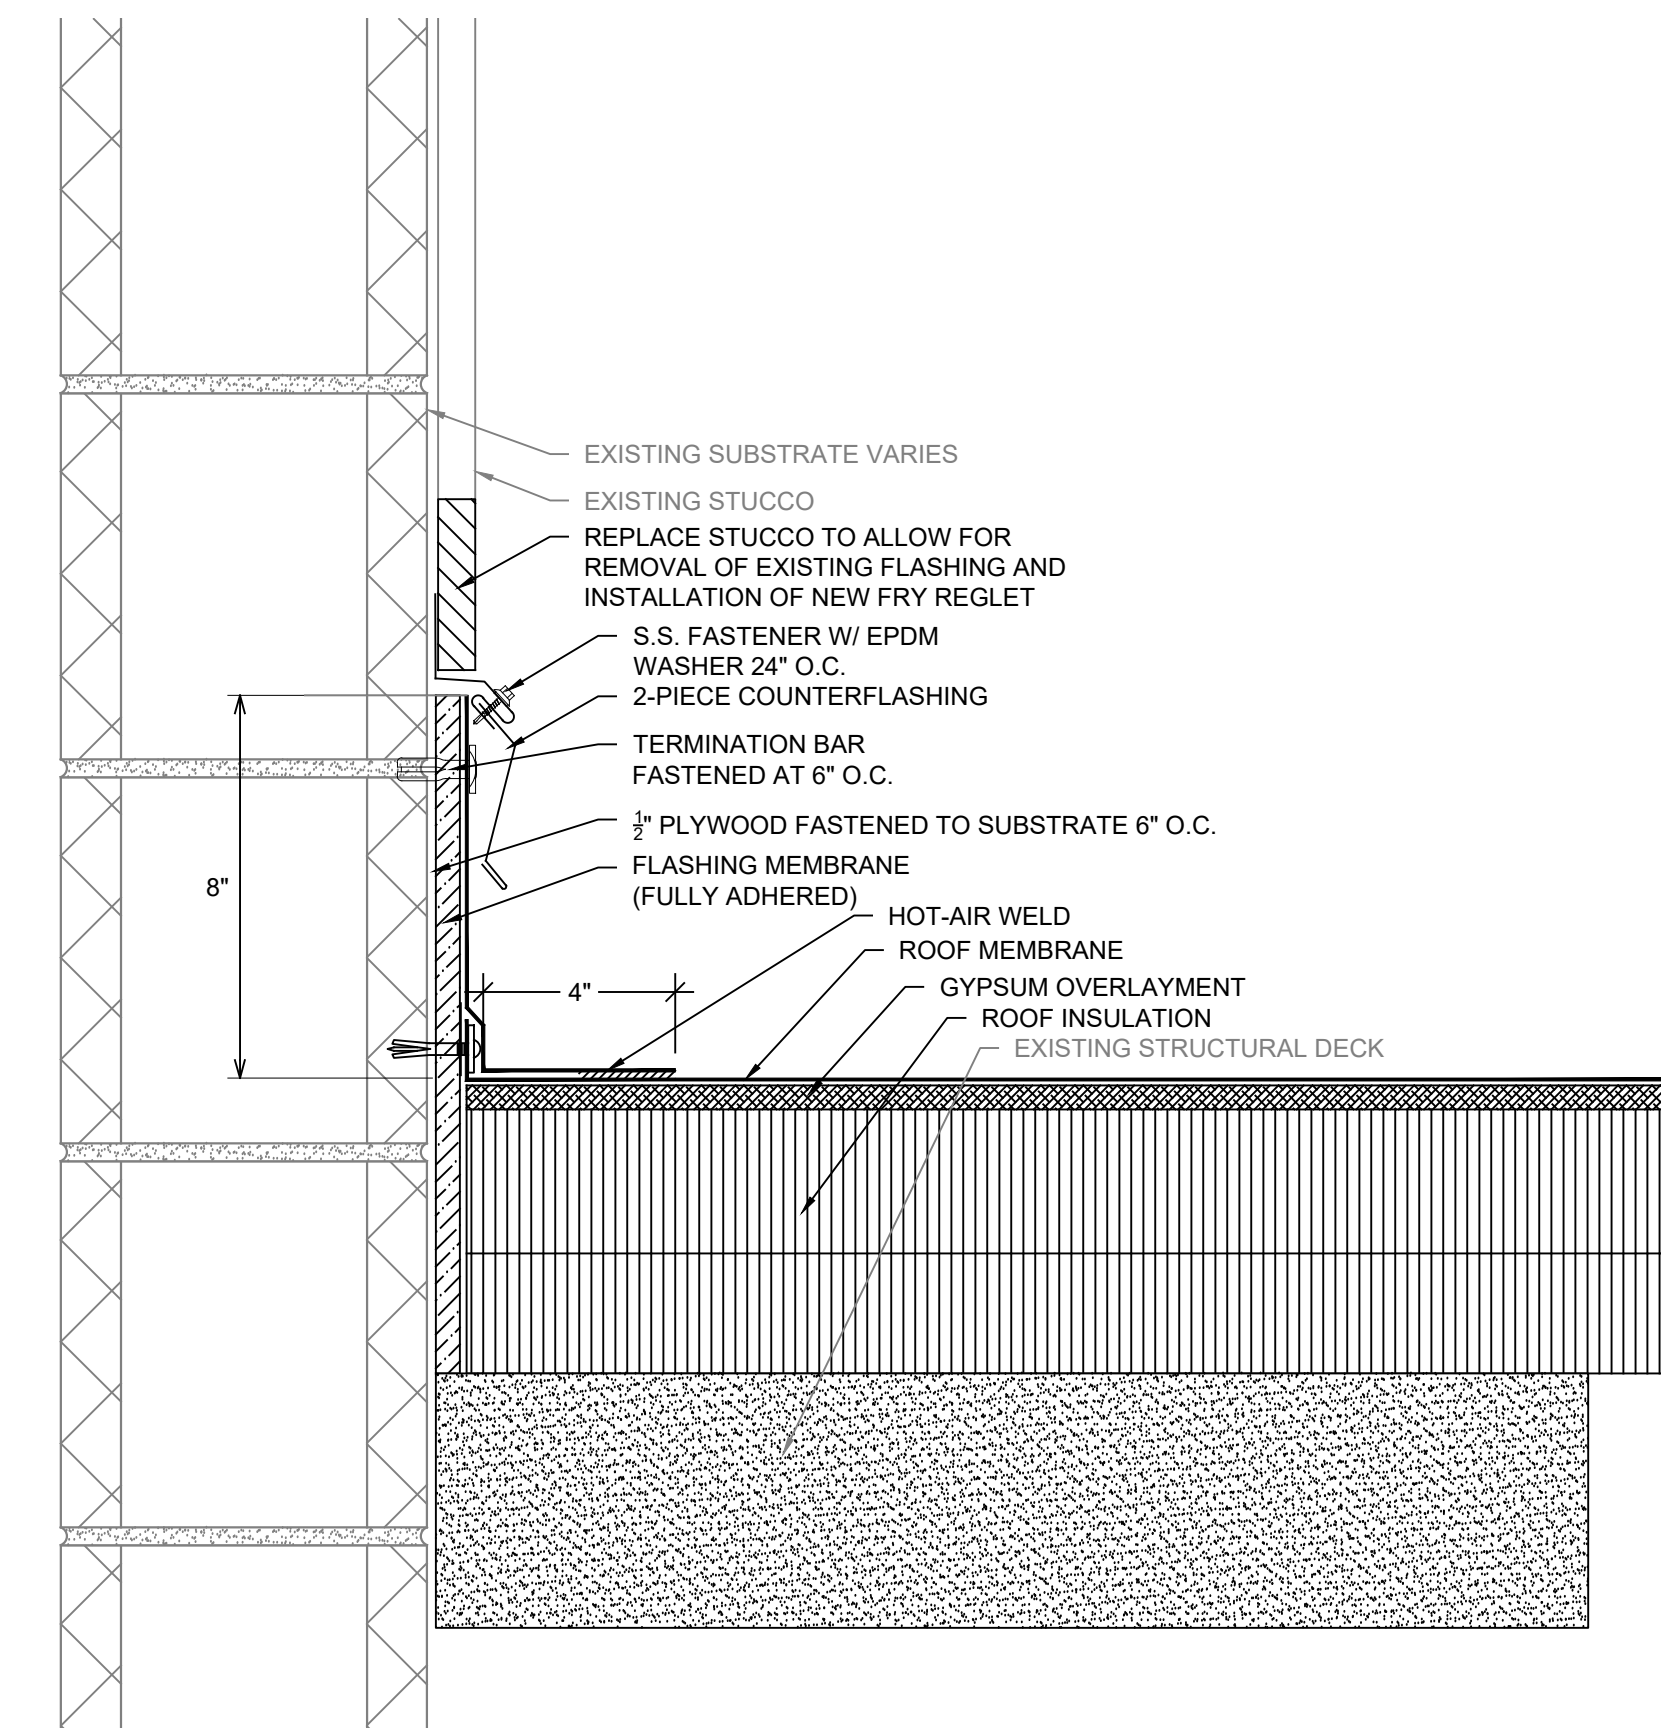 EXISTING SUBSTRATE VARIES
EXISTING STUCCO
REPLACE STUCCO TO ALLOW FOR
REMOVAL OF EXISTING FLASHING AND
INSTALLATION OF NEW FRY REGLET
S.S. FASTENER W/ EPDM
WASHER 24" O.C.
2-PIECE COUNTERFLASHING
TERMINATION BAR
FASTENED AT 6" O.C.
1/2" PLYWOOD FASTENED TO SUBSTRATE 6" O.C.
FLASHING MEMBRANE
(FULLY ADHERED)
8"
HOT-AIR WELD
ROOF MEMBRANE
4"
GYPSUM OVERLAYMENT
ROOF INSULATION
EXISTING STRUCTURAL DECK